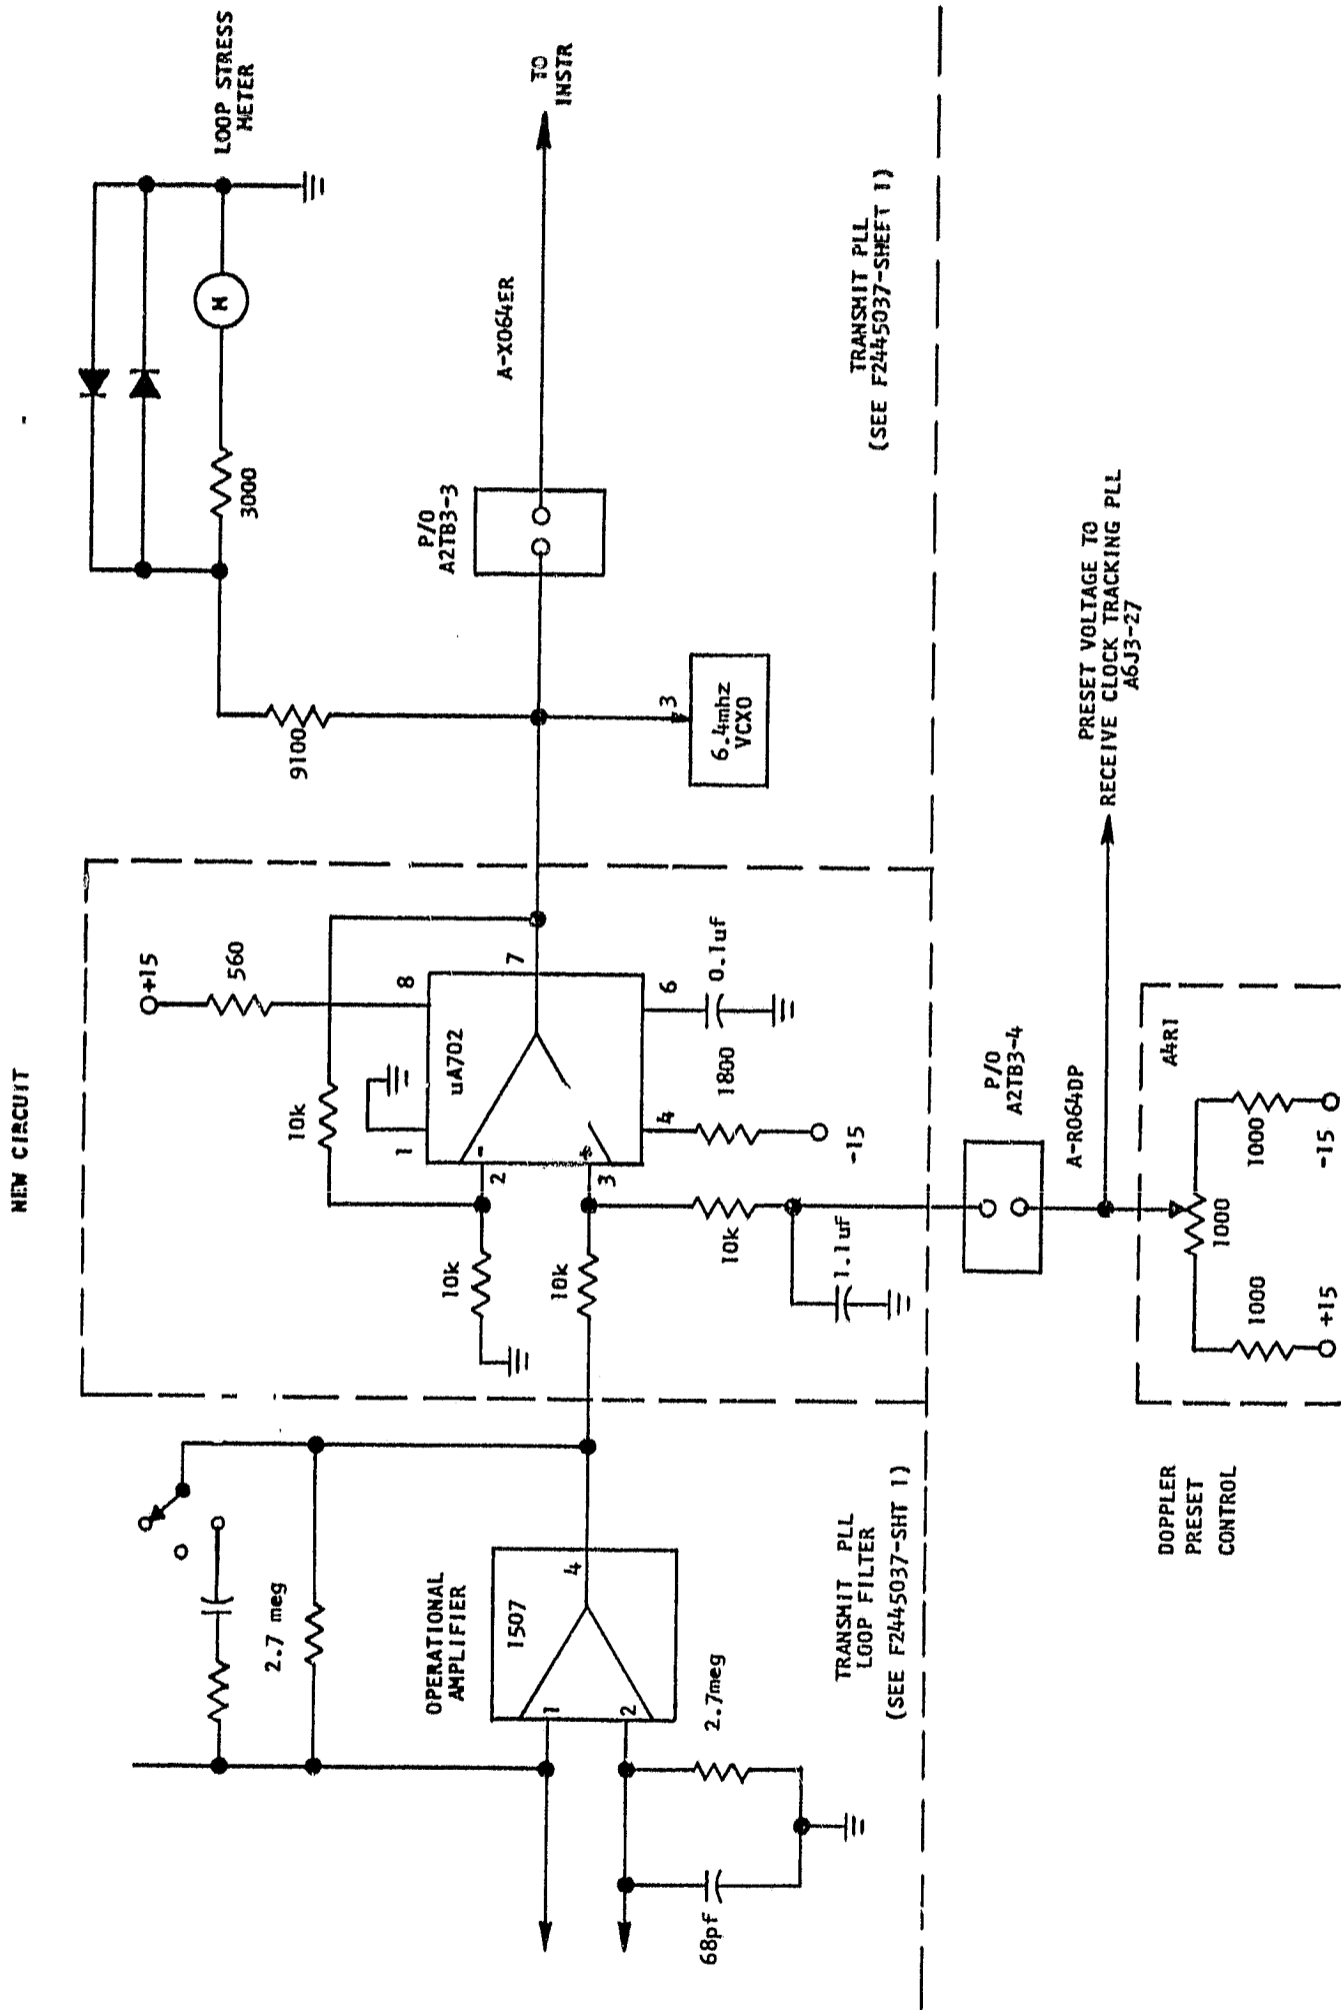 NEW CIRCUIT
LOOP STRESS
METER
M
3000
9100
TO
INSTR
A-X064ER
P/O
A2TB3-3
3
6.4mhz
VCXO
TRANSMIT PLL
(SEE F2445037-SHEET 1)
+15
560
8
7
uA702
10k
1
-
2
+
3
4
6
0.1uf
1800
-15
10k
10k
10k
1.1uf
2.7 meg
OPERATIONAL
AMPLIFIER
1507
4
1
2
2.7meg
68pf
TRANSMIT PLL
LOOP FILTER
(SEE F2445037-SHT 1)
P/O
A2TB3-4
A-R064DP
PRESET VOLTAGE TO
RECEIVE CLOCK TRACKING PLL
A6J3-27
A4R1
1000
1000
1000
+15
-15
DOPPLER
PRESET
CONTROL